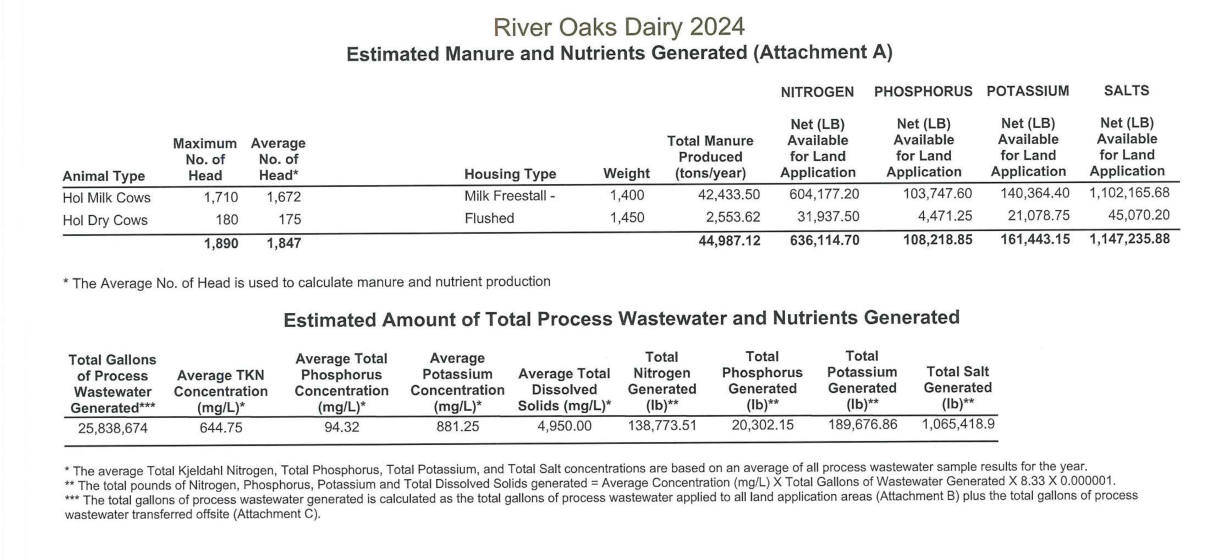 River Oaks Dairy 2024
Estimated Manure and Nutrients Generated (Attachment A)
NITROGEN PHOSPHORUS POTASSIUM SALTS
Animal Type Maximum No. of Head Average No. of Head* Housing Type Weight Total Manure Produced (tons/year) Net (LB) Available for Land Application Net (LB) Available for Land Application Net (LB) Available for Land Application Net (LB) Available for Land Application
Hol Milk Cows 1,710 1,672 Milk Freestall - 1,400 42,433.50 604,177.20 103,747.60 140,364.40 1,102,165.68
Hol Dry Cows 180 175 Flushed 1,450 2,553.62 31,937.50 4,471.25 21,078.75 45,070.20
1,890 1,847 44,987.12 636,114.70 108,218.85 161,443.15 1,147,235.88
* The Average No. of Head is used to calculate manure and nutrient production
Estimated Amount of Total Process Wastewater and Nutrients Generated
Total Gallons of Process Wastewater Generated*** Average TKN Concentration (mg/L)* Average Total Phosphorus Concentration (mg/L)* Average Potassium Concentration (mg/L)* Average Total Dissolved Solids (mg/L)* Total Nitrogen Generated (lb)** Total Phosphorus Generated (lb)** Total Potassium Generated (lb)** Total Salt Generated (lb)**
25,838,674 644.75 94.32 881.25 4,950.00 138,773.51 20,302.15 189,676.86 1,065,418.9
* The average Total Kjeldahl Nitrogen, Total Phosphorus, Total Potassium, and Total Salt concentrations are based on an average of all process wastewater sample results for the year.
** The total pounds of Nitrogen, Phosphorus, Potassium and Total Dissolved Solids generated = Average Concentration (mg/L) X Total Gallons of Wastewater Generated X 8.33 X 0.000001.
*** The total gallons of process wastewater generated is calculated as the total gallons of process wastewater applied to all land application areas (Attachment B) plus the total gallons of process
wastewater transferred offsite (Attachment C).